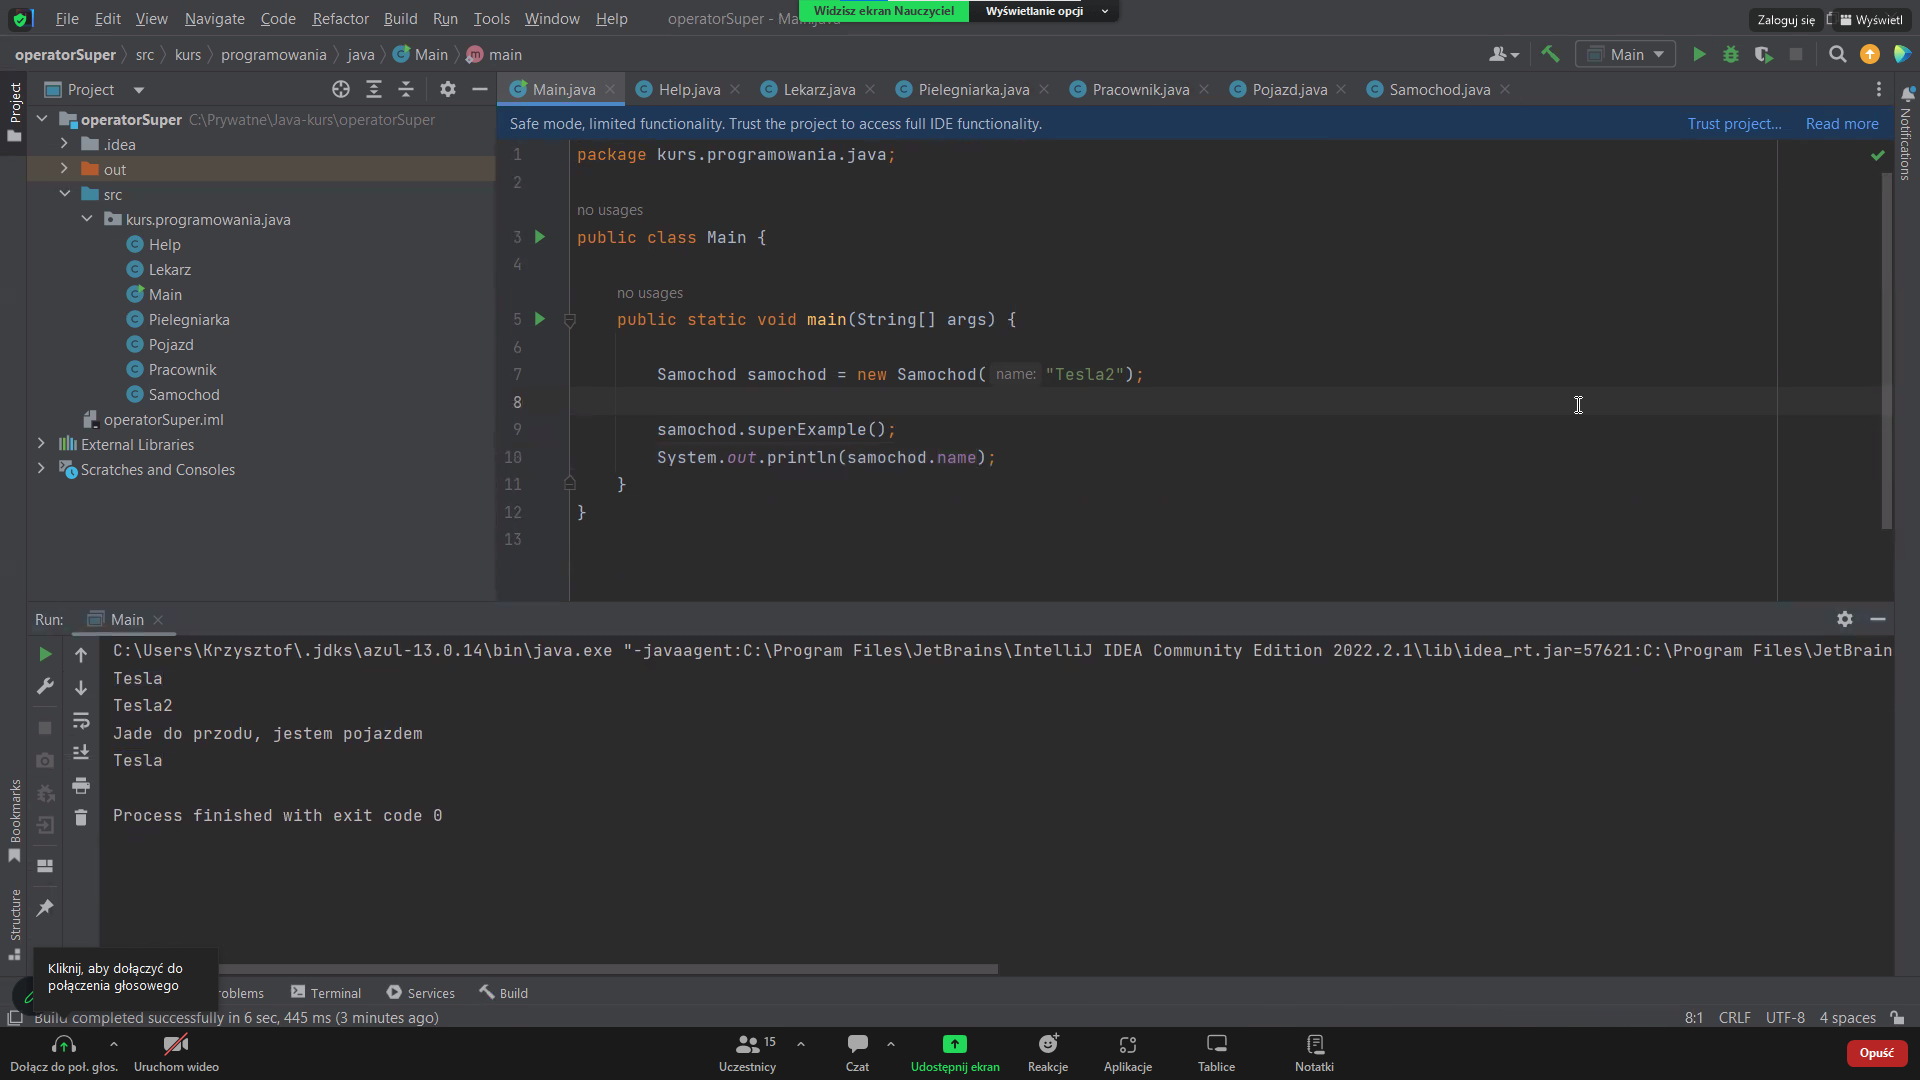 File Edit View Navigate Code Refactor Build Run Tools Window Help operatorSuper - Main.java
Widzisz ekran Nauczyciel Wyświetlanie opcji
Zaloguj się Wyświetl
operatorSuper src kurs programowania java Main main
Main
Project
Main.java Help.java Lekarz.java Pielegniarka.java Pracownik.java Pojazd.java Samochod.java
Project
operatorSuper C:\Prywatne\Java-kurs\operatorSuper
.idea
out
src
kurs.programowania.java
Help
Lekarz
Main
Pielegniarka
Pojazd
Pracownik
Samochod
operatorSuper.iml
External Libraries
Scratches and Consoles
Safe mode, limited functionality. Trust the project to access full IDE functionality. Trust project... Read more
Notifications
1 package kurs.programowania.java;
2
no usages
3 public class Main {
4
no usages
5 public static void main(String[] args) {
6
7 Samochod samochod = new Samochod( name: "Tesla2");
8
9 samochod.superExample();
10 System.out.println(samochod.name);
11 }
12 }
13
Run: Main
C:\Users\Krzysztof\.jdks\azul-13.0.14\bin\java.exe "-javaagent:C:\Program Files\JetBrains\IntelliJ IDEA Community Edition 2022.2.1\lib\idea_rt.jar=57621:C:\Program Files\JetBrain
Tesla
Tesla2
Jade do przodu, jestem pojazdem
Tesla
Process finished with exit code 0
Bookmarks
Structure
Kliknij, aby dołączyć do
połączenia głosowego
oblems Terminal Services Build
Build completed successfully in 6 sec, 445 ms (3 minutes ago)
8:1 CRLF UTF-8 4 spaces
Dołącz do poł. głos. Uruchom wideo
15
Uczestnicy Czat Udostępnij ekran Reakcje Aplikacje Tablice Notatki
Opuść